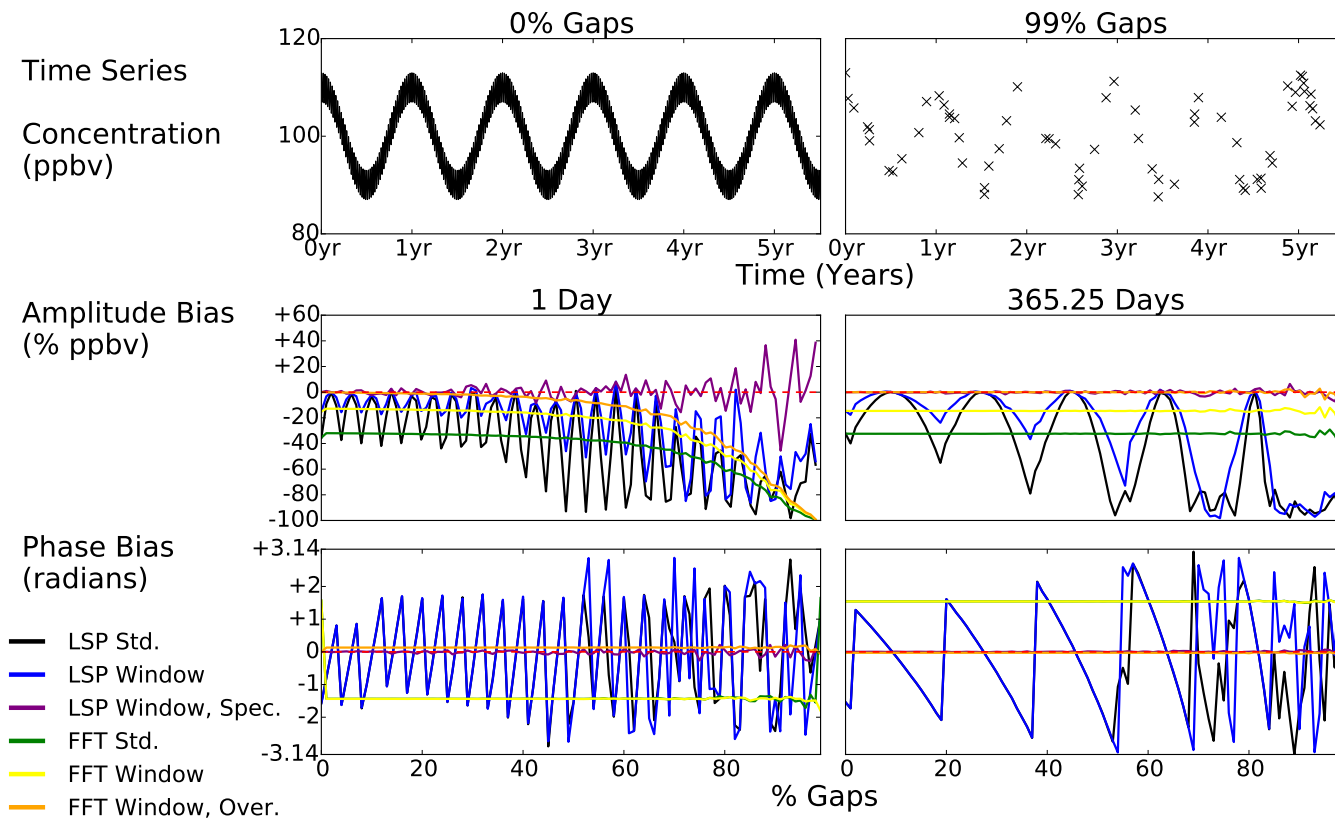 0% Gaps
99% Gaps
Time Series
Concentration
(ppbv)
120
100
80
0yr 1yr 2yr 3yr 4yr 5yr
0yr 1yr 2yr 3yr 4yr 5yr
Time (Years)
Amplitude Bias
(% ppbv)
1 Day
365.25 Days
+60
+40
+20
0
-20
-40
-60
-80
-100
Phase Bias
(radians)
+3.14
+2
+1
0
-1
-2
-3.14
0 20 40 60 80
0 20 40 60 80
% Gaps
LSP Std.
LSP Window
LSP Window, Spec.
FFT Std.
FFT Window
FFT Window, Over.